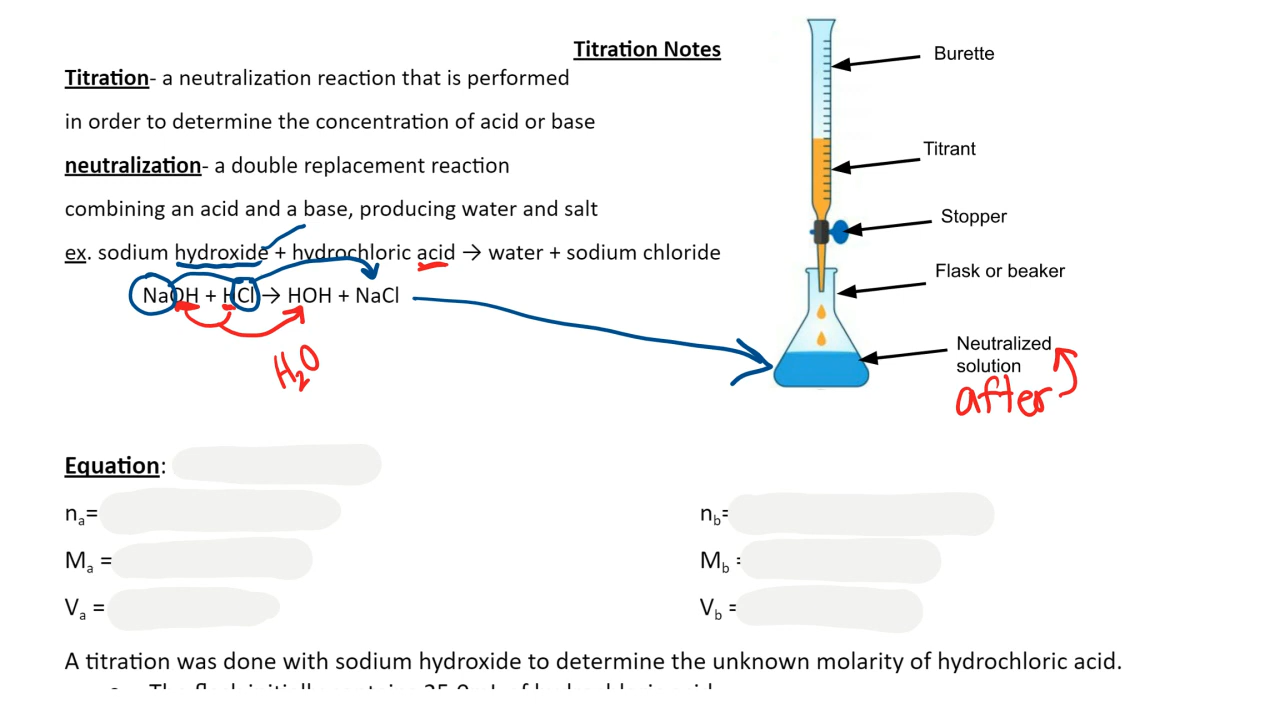 Titration Notes
Titration- a neutralization reaction that is performed
in order to determine the concentration of acid or base
neutralization- a double replacement reaction
combining an acid and a base, producing water and salt
ex. sodium hydroxide + hydrochloric acid → water + sodium chloride
NaOH + HCl → HOH + NaCl
H₂O
Burette
Titrant
Stopper
Flask or beaker
Neutralized
solution
after
Equation:
nₐ=
n_b=
Mₐ =
M_b =
Vₐ =
V_b =
A titration was done with sodium hydroxide to determine the unknown molarity of hydrochloric acid.